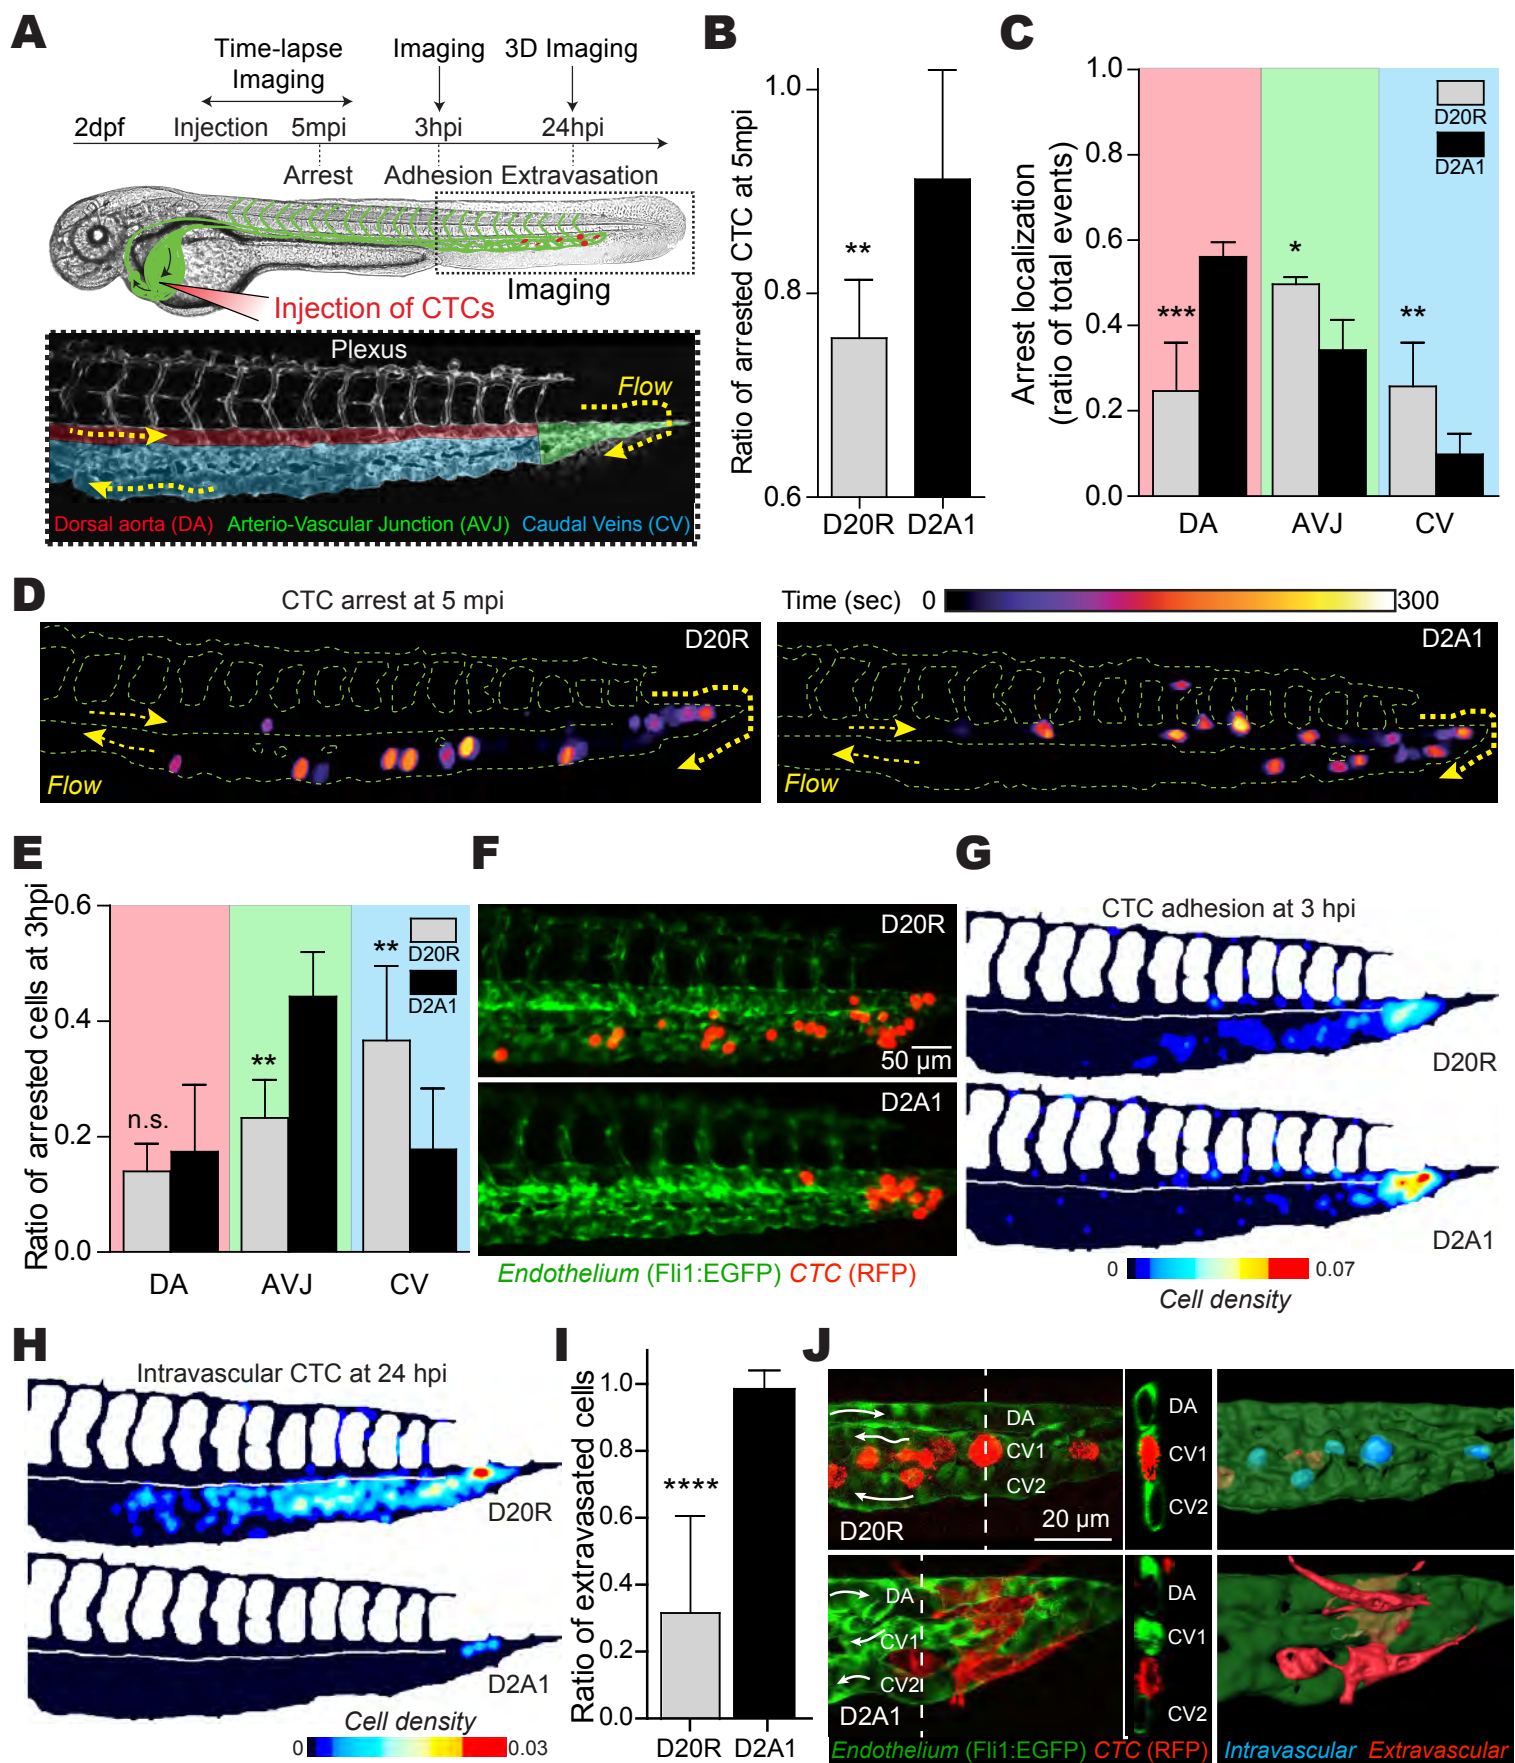 A
Time-lapse
Imaging
Imaging
3D Imaging
2dpf
Injection
5mpi
3hpi
24hpi
Arrest
Adhesion
Extravasation
Injection of CTCs
Imaging
Plexus
Flow
Dorsal aorta (DA) Arterio-Vascular Junction (AVJ) Caudal Veins (CV)
B
Ratio of arrested CTC at 5mpi
1.0
0.8
0.6
**
D20R
D2A1
C
Arrest localization
(ratio of total events)
1.0
0.8
0.6
0.4
0.2
0.0
D20R
D2A1
***
*
**
DA
AVJ
CV
D
CTC arrest at 5 mpi
Time (sec)
0
300
D20R
Flow
D2A1
Flow
E
Ratio of arrested cells at 3hpi
0.6
0.4
0.2
0.0
D20R
D2A1
n.s.
**
**
DA
AVJ
CV
F
D20R
50 µm
D2A1
Endothelium (Fli1:EGFP) CTC (RFP)
G
CTC adhesion at 3 hpi
D20R
D2A1
0
0.07
Cell density
H
Intravascular CTC at 24 hpi
D20R
D2A1
Cell density
0
0.03
I
Ratio of extravasated cells
1.0
0.8
0.6
0.4
0.2
0.0
****
D20R
D2A1
J
DA
CV1
CV2
D20R
20 µm
DA
CV1
CV2
DA
CV1
CV2
D2A1
DA
CV1
CV2
Endothelium (Fli1:EGFP) CTC (RFP)
Intravascular
Extravascular